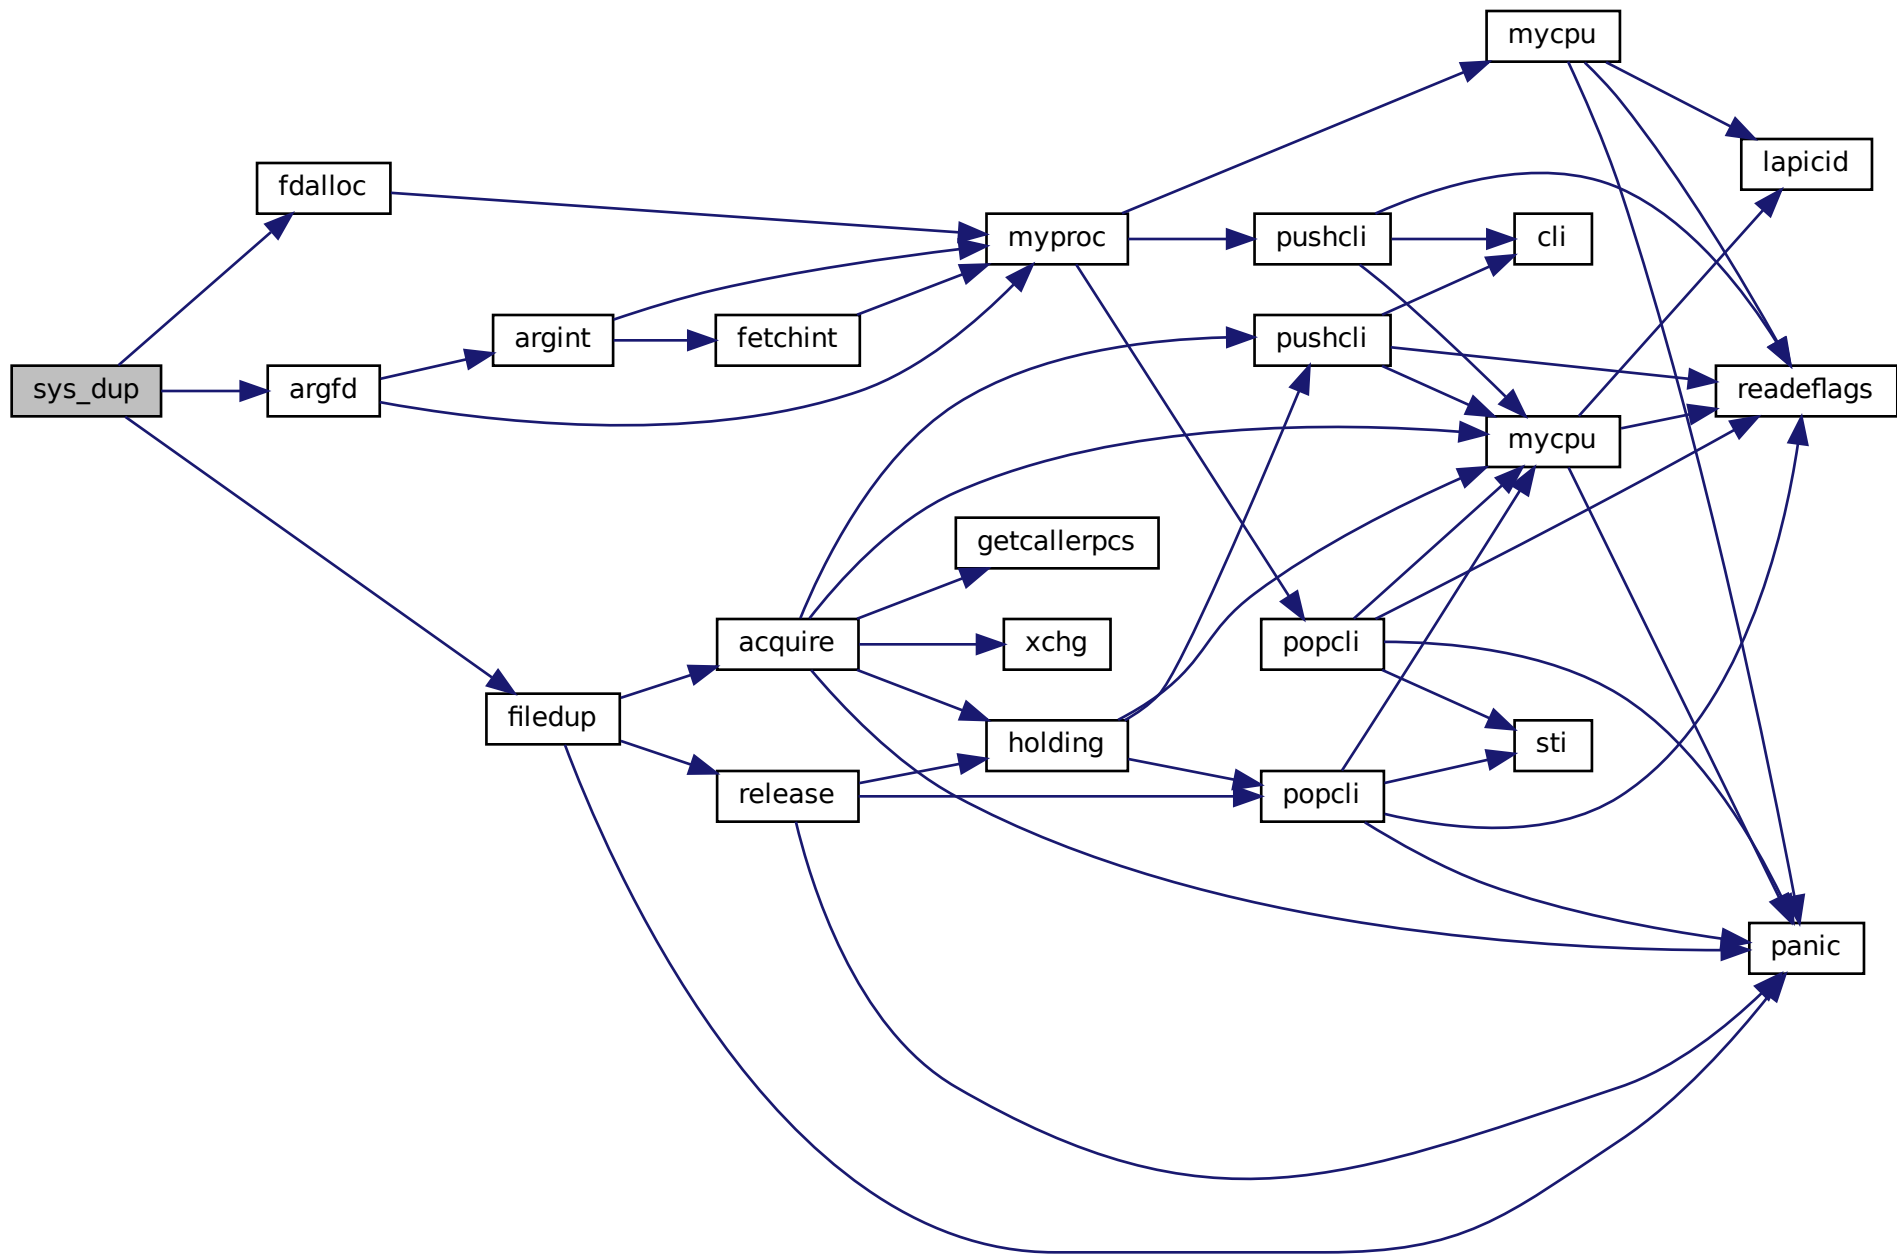 mycpu
lapicid
fdalloc
myproc
pushcli
cli
argint
fetchint
pushcli
sys_dup
argfd
readeflags
mycpu
getcallerpcs
acquire
xchg
popcli
filedup
holding
sti
release
popcli
panic